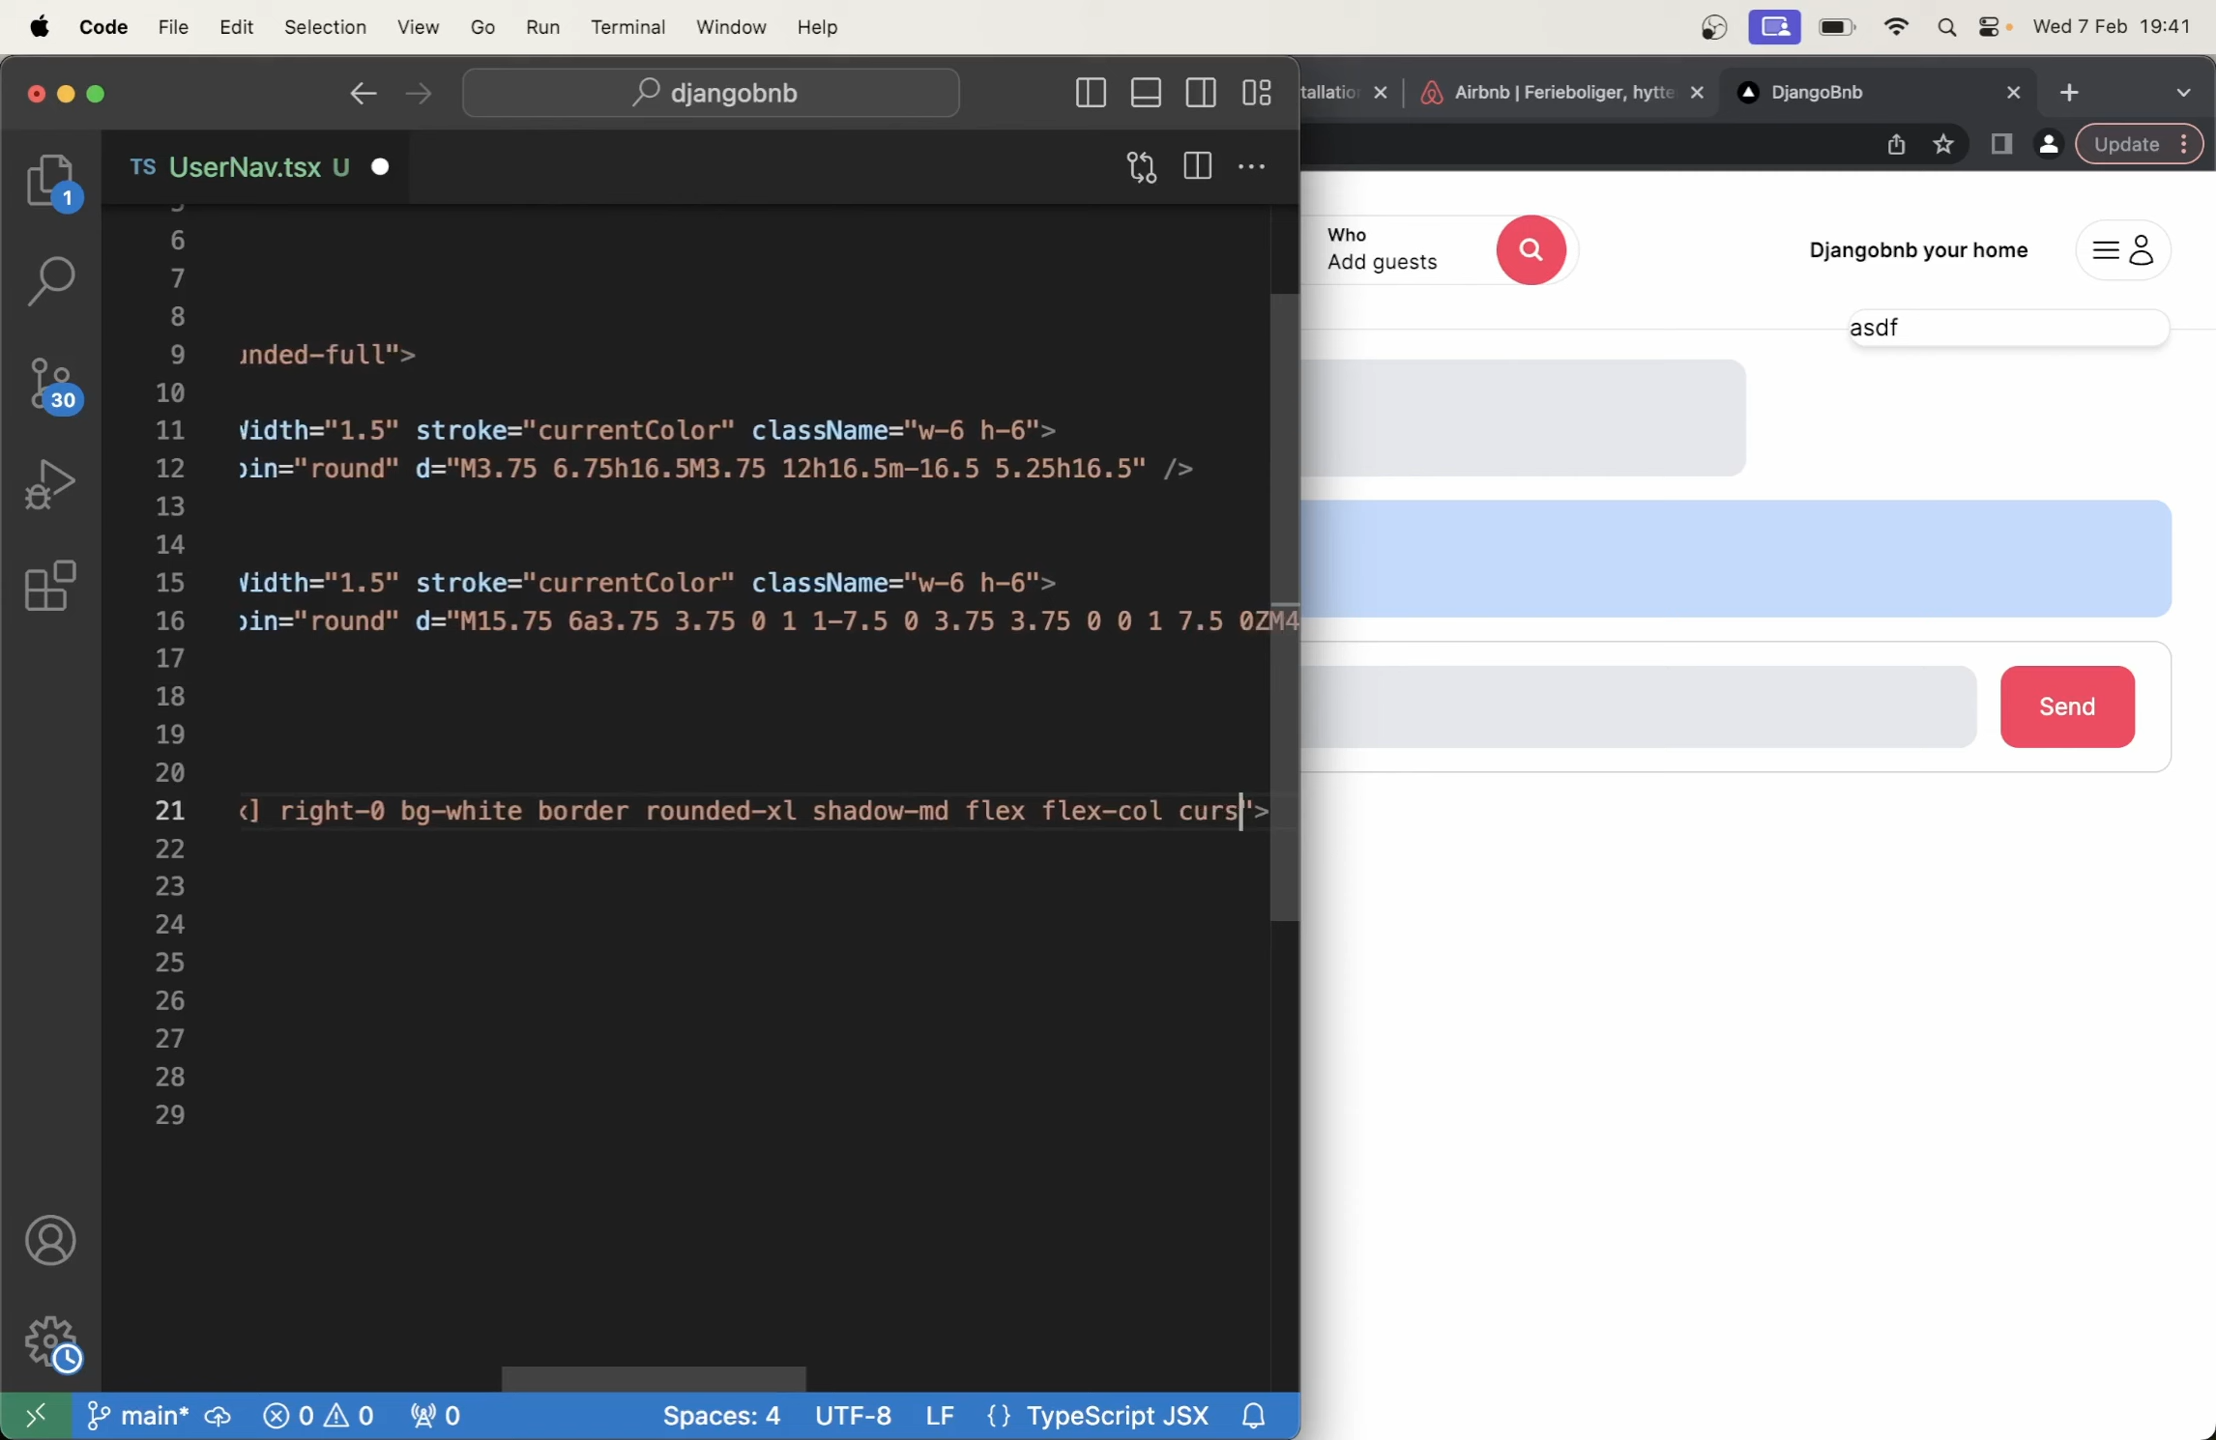 Code File Edit Selection View Go Run Terminal Window Help
Wed 7 Feb 19:41
djangobnb
TS UserNav.tsx U
tallation
Airbnb | Ferieboliger, hytte
DjangoBnb
Update
1
30
6
7
8
9 unded-full">
10
11 Width="1.5" stroke="currentColor" className="w-6 h-6">
12 oin="round" d="M3.75 6.75h16.5M3.75 12h16.5m-16.5 5.25h16.5" />
13
14
15 Width="1.5" stroke="currentColor" className="w-6 h-6">
16 oin="round" d="M15.75 6a3.75 3.75 0 1 1-7.5 0 3.75 3.75 0 0 1 7.5 0ZM4
17
18
19
20
21 x] right-0 bg-white border rounded-xl shadow-md flex flex-col curs">
22
23
24
25
26
27
28
29
main* 0 0 0 Spaces: 4 UTF-8 LF {} TypeScript JSX
Who
Add guests
Djangobnb your home
asdf
Send